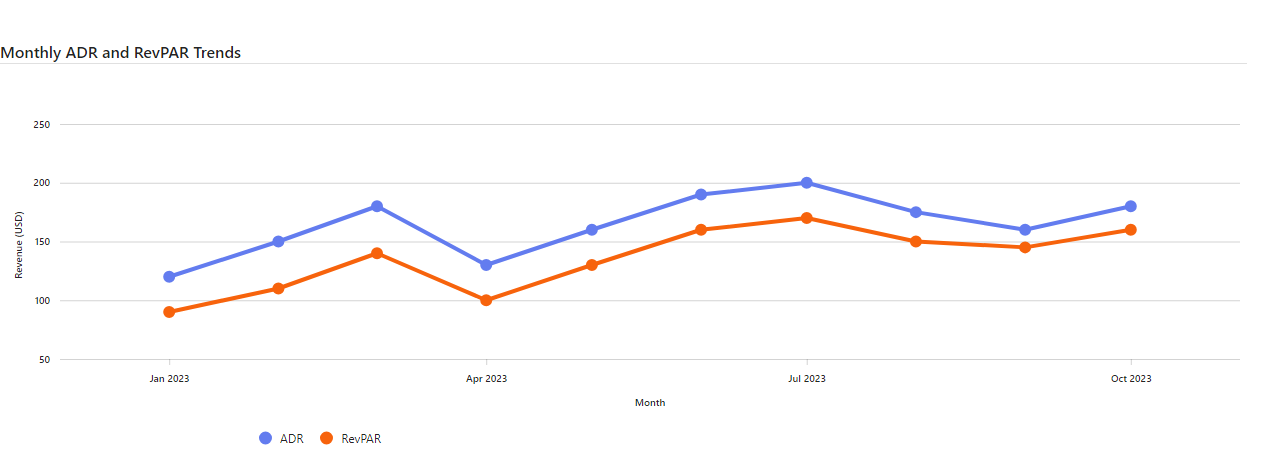 Monthly ADR and RevPAR Trends
250
200
150
100
50
Revenue (USD)
Jan 2023
Apr 2023
Jul 2023
Oct 2023
Month
ADR
RevPAR